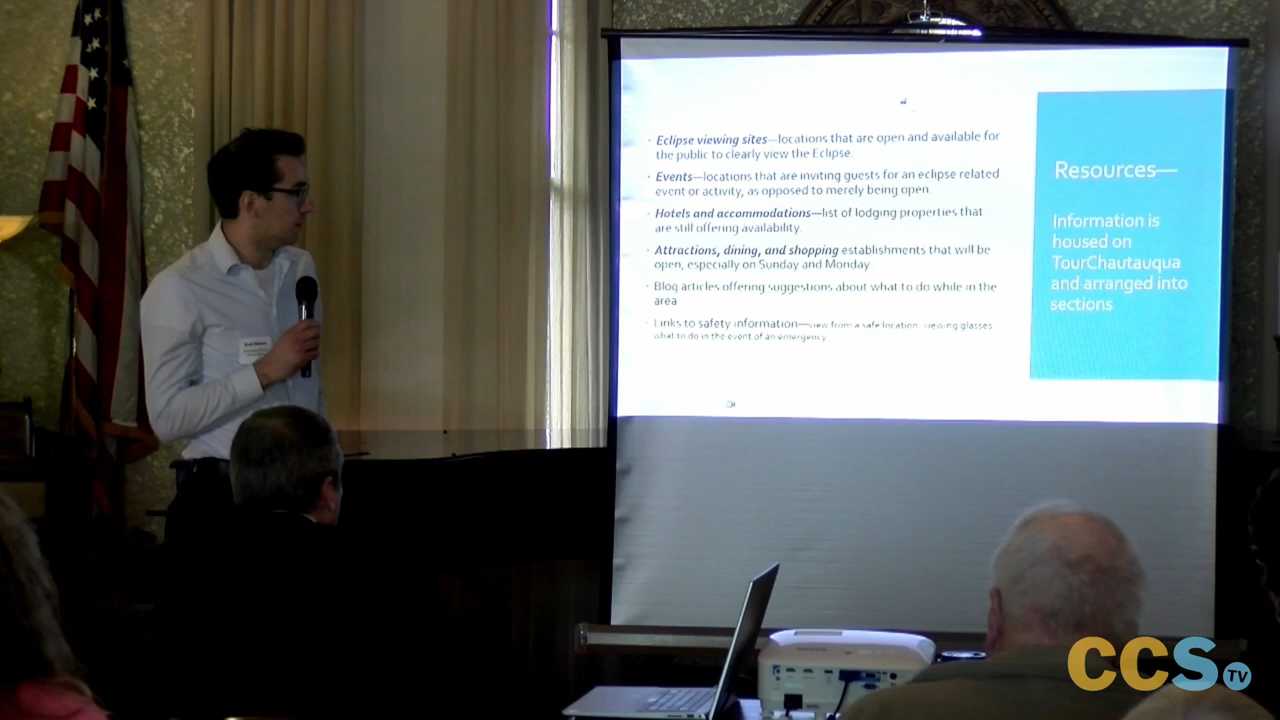 Eclipse viewing sites—locations that are open and available for
the public to clearly view the Eclipse.
Events—locations that are inviting guests for an eclipse related
event or activity, as opposed to merely being open.
Hotels and accommodations—list of lodging properties that
are still offering availability.
Attractions, dining, and shopping establishments that will be
open, especially on Sunday and Monday
Blog articles offering suggestions about what to do while in the
area
Links to safety information—view from a safe location, viewing glasses
what to do in the event of an emergency
Resources—
Information is
housed on
TourChautauqua
and arranged into
sections
CCS TV